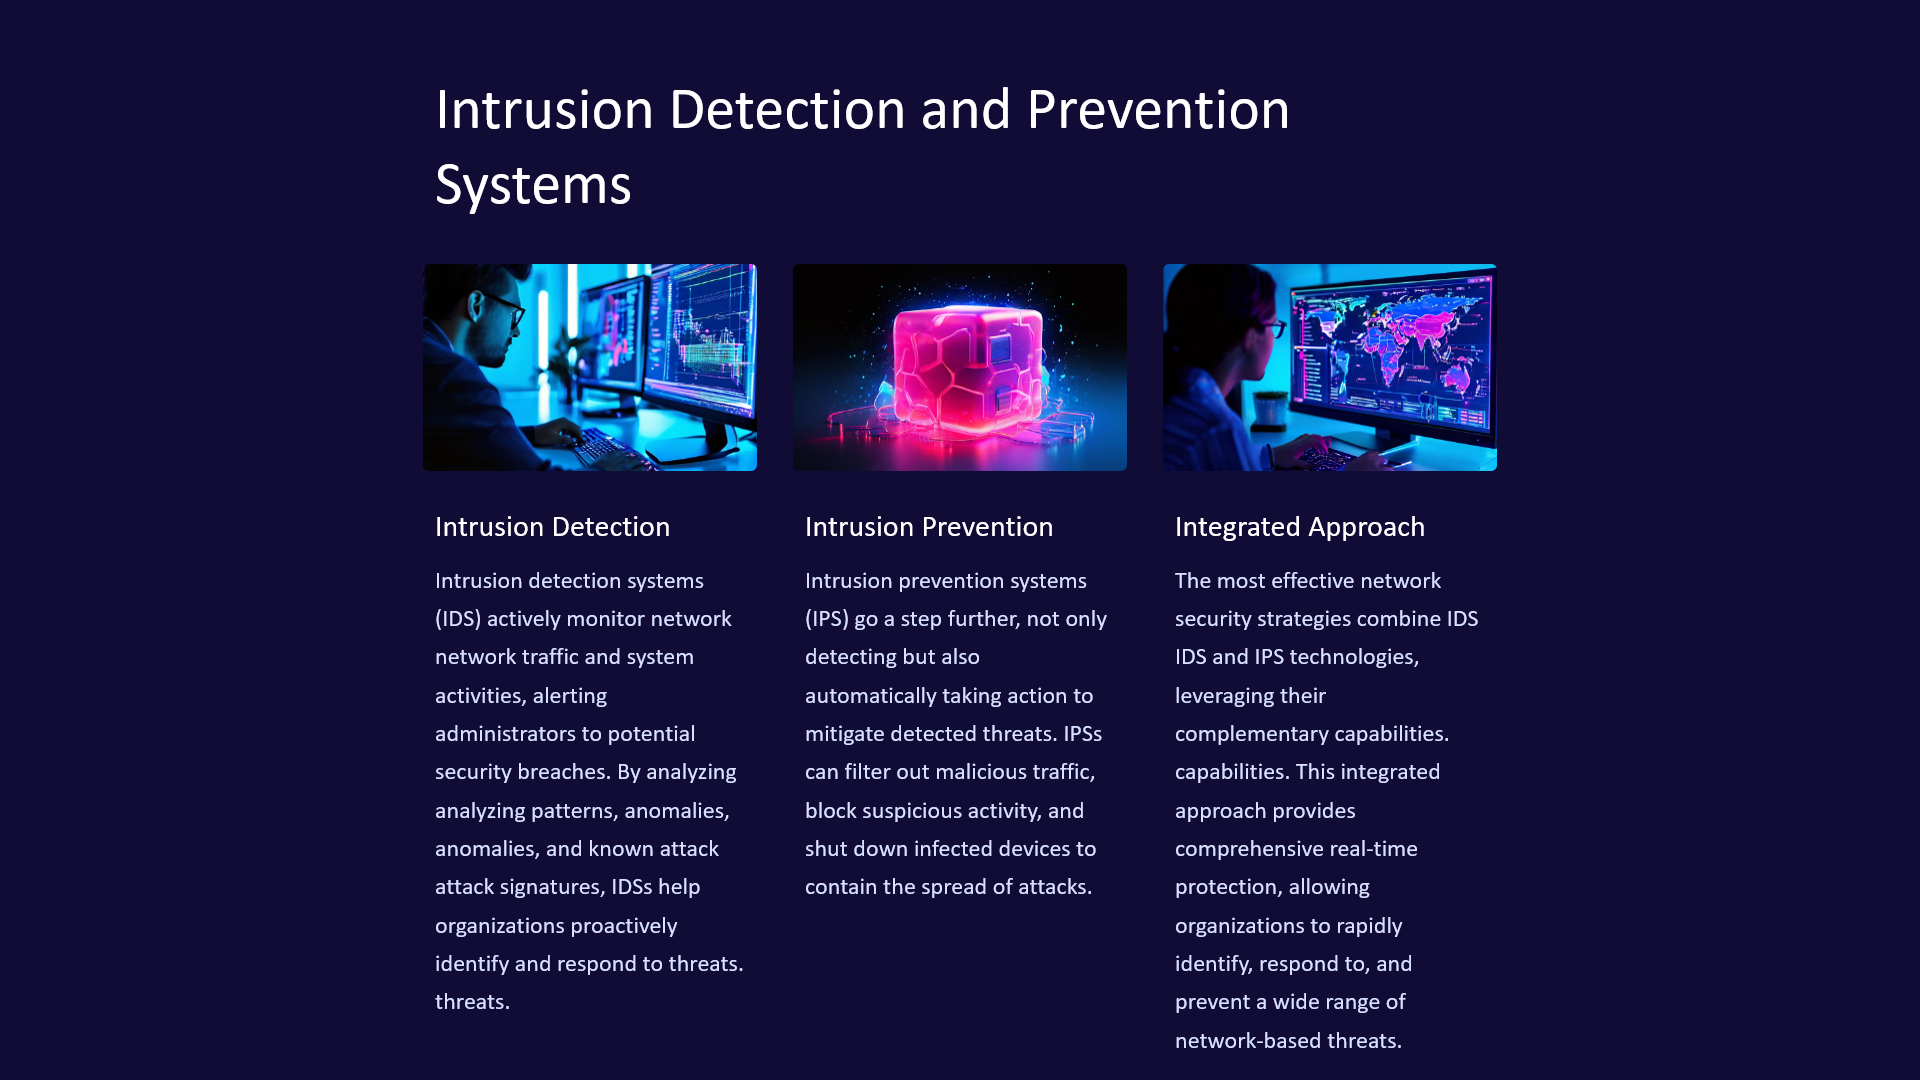 Intrusion Detection and Prevention
Systems
Intrusion Detection
Intrusion detection systems
(IDS) actively monitor network
network traffic and system
activities, alerting
administrators to potential
security breaches. By analyzing
analyzing patterns, anomalies,
anomalies, and known attack
attack signatures, IDSs help
organizations proactively
identify and respond to threats.
threats.
Intrusion Prevention
Intrusion prevention systems
(IPS) go a step further, not only
detecting but also
automatically taking action to
mitigate detected threats. IPSs
can filter out malicious traffic,
block suspicious activity, and
shut down infected devices to
contain the spread of attacks.
Integrated Approach
The most effective network
security strategies combine IDS
IDS and IPS technologies,
leveraging their
complementary capabilities.
capabilities. This integrated
approach provides
comprehensive real-time
protection, allowing
organizations to rapidly
identify, respond to, and
prevent a wide range of
network-based threats.